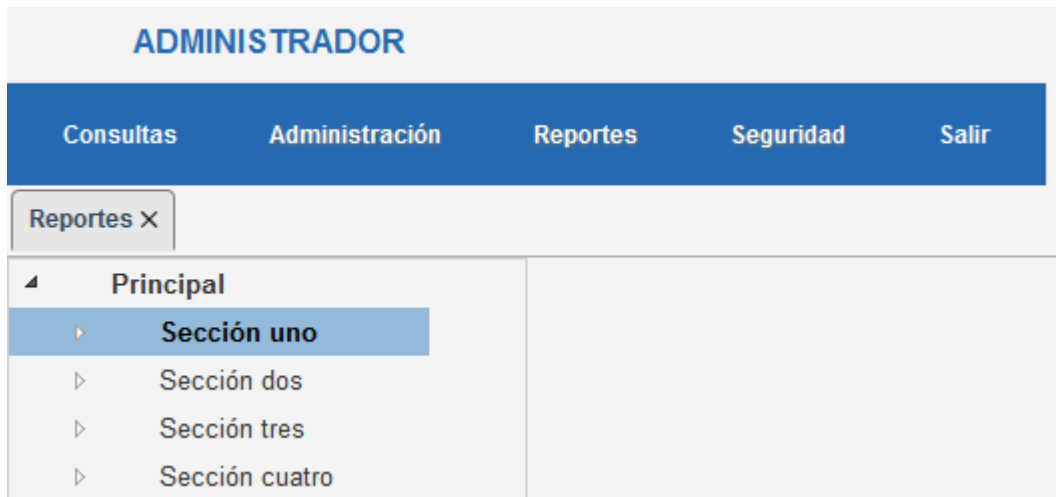 ADMINISTRADOR
Consultas Administración Reportes Seguridad Salir
Reportes ×
Principal
Sección uno
Sección dos
Sección tres
Sección cuatro